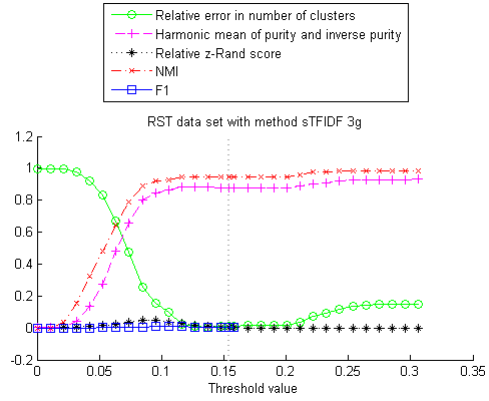 Relative error in number of clusters
Harmonic mean of purity and inverse purity
Relative z-Rand score
NMI
F1
RST data set with method sTFIDF 3g
1.2
1
0.8
0.6
0.4
0.2
0
-0.2
0 0.05 0.1 0.15 0.2 0.25 0.3 0.35
Threshold value